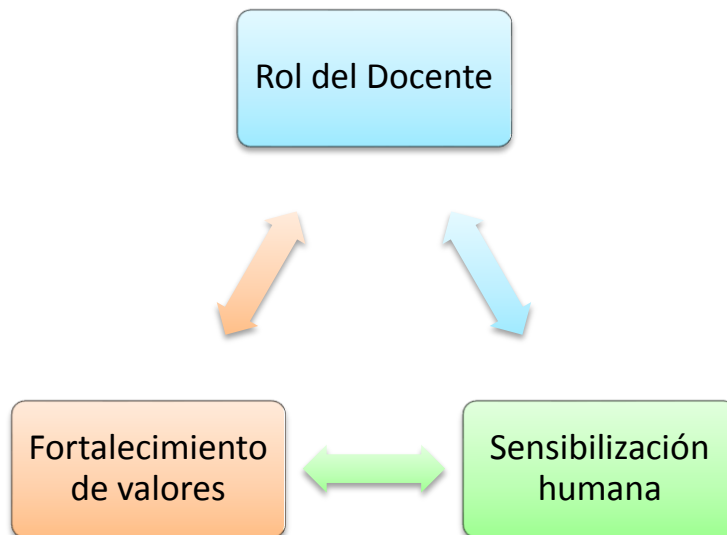 Rol del Docente
Fortalecimiento
de valores
Sensibilización
humana